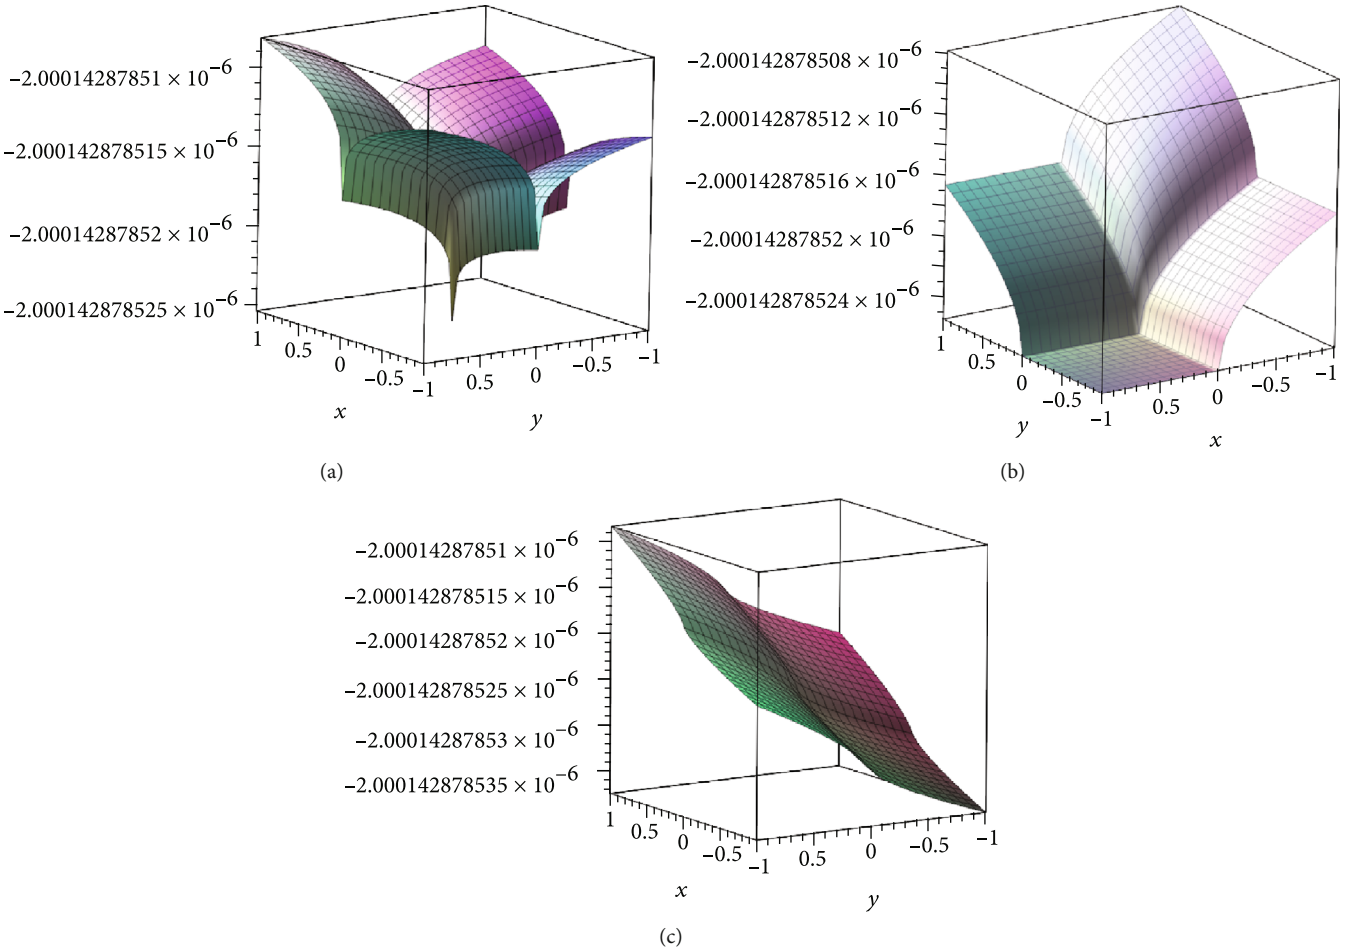 −2.00014287851 × 10⁻⁶
−2.000142878515 × 10⁻⁶
−2.00014287852 × 10⁻⁶
−2.000142878525 × 10⁻⁶
1
0.5
0
−0.5
−1
0.5
0
−0.5
−1
x
y
(a)
−2.000142878508 × 10⁻⁶
−2.000142878512 × 10⁻⁶
−2.000142878516 × 10⁻⁶
−2.00014287852 × 10⁻⁶
−2.000142878524 × 10⁻⁶
1
0.5
0
−0.5
−1
0.5
0
−0.5
−1
y
x
(b)
−2.00014287851 × 10⁻⁶
−2.000142878515 × 10⁻⁶
−2.00014287852 × 10⁻⁶
−2.000142878525 × 10⁻⁶
−2.00014287853 × 10⁻⁶
−2.000142878535 × 10⁻⁶
1
0.5
0
−0.5
−1
0.5
0
−0.5
−1
x
y
(c)